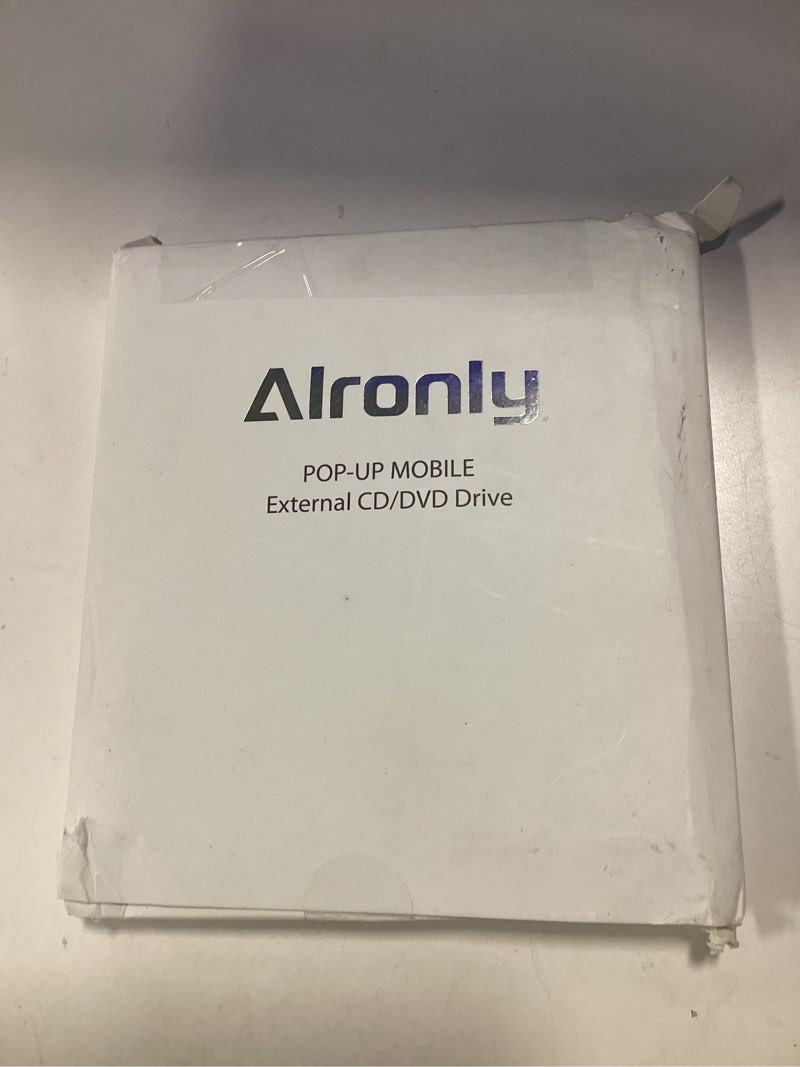 Alronly
POP-UP MOBILE
External CD/DVD Drive